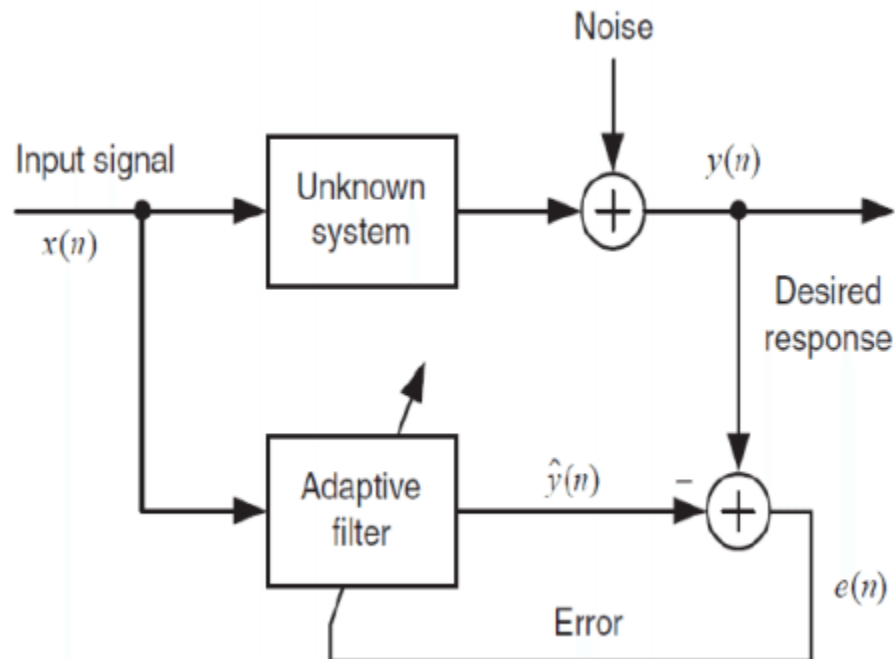 Noise
Input signal
x(n)
Unknown
system
+
y(n)
Desired
response
Adaptive
filter
ŷ(n)
−
+
e(n)
Error